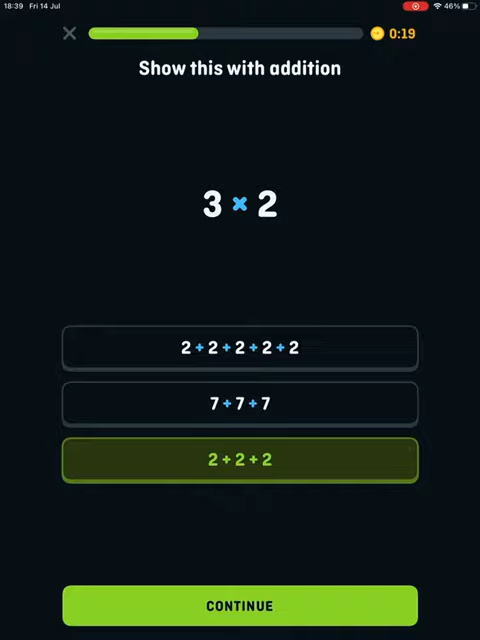 18:39 Fri 14 Jul 46%
0:19
Show this with addition
3 × 2
2 + 2 + 2 + 2 + 2
7 + 7 + 7
2 + 2 + 2
CONTINUE